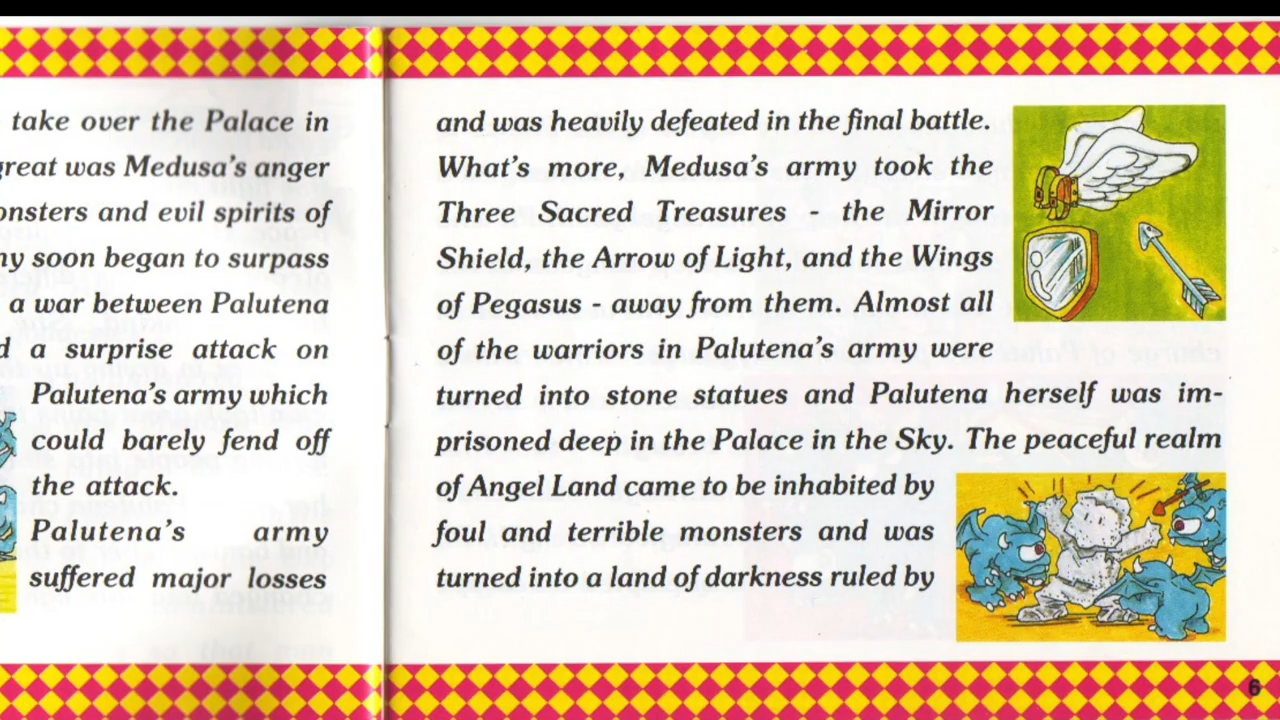 take over the Palace in
great was Medusa's anger
and evil spirits of
soon began to surpass
a war between Palutena
a surprise attack on
Palutena's army which
could barely fend off
the attack.
Palutena's army
suffered major losses
and was heavily defeated in the final battle.
What's more, Medusa's army took the
Three Sacred Treasures - the Mirror
Shield, the Arrow of Light, and the Wings
of Pegasus - away from them. Almost all
of the warriors in Palutena's army were
turned into stone statues and Palutena herself was im-
prisoned deep in the Palace in the Sky. The peaceful realm
of Angel Land came to be inhabited by
foul and terrible monsters and was
turned into a land of darkness ruled by
6